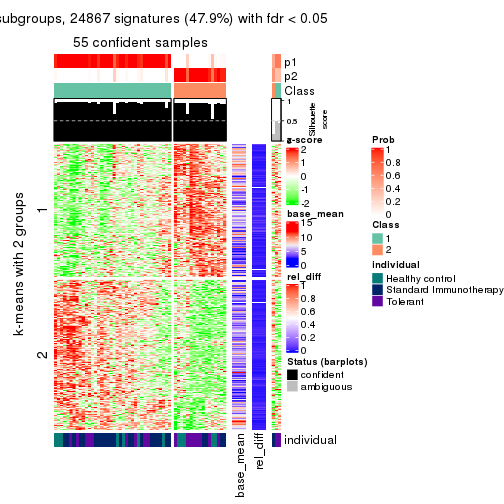 subgroups, 24867 signatures (47.9%) with fdr < 0.05
55 confident samples
p1
p2
Class
1
0.5
Silhouette score
k-means with 2 groups
1
2
z-score
2
1
0
-1
-2
base_mean
15
10
5
0
rel_diff
1
0.8
0.6
0.4
0.2
0
Status (barplots)
confident
ambiguous
Prob
1
0.8
0.6
0.4
0.2
0
Class
1
2
individual
Healthy control
Standard Immunotherapy
Tolerant
individual
base_mean
rel_diff